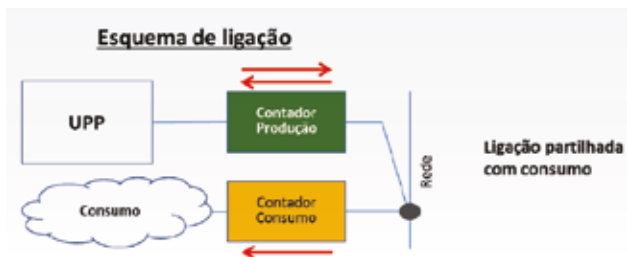 Esquema de ligação
UPP
Contador
Produção
Ligação partilhada
com consumo
Rede
Consumo
Contador
Consumo